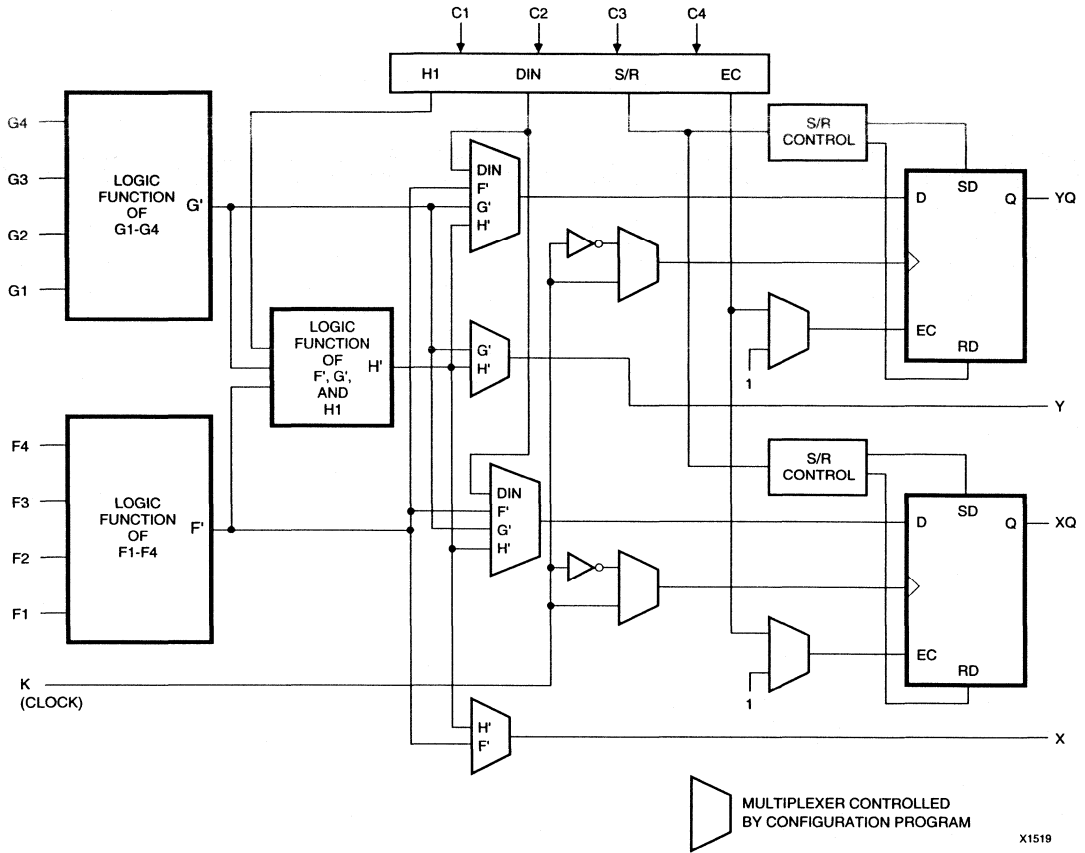 C1 C2 C3 C4
H1 DIN S/R EC
G4
G3
G2
G1
LOGIC
FUNCTION
OF
G1-G4
G'
DIN
F'
G'
H'
S/R
CONTROL
D
SD
Q
EC
RD
YQ
1
LOGIC
FUNCTION
OF
F', G',
AND
H1
H'
G'
H'
Y
F4
F3
F2
F1
LOGIC
FUNCTION
OF
F1-F4
F'
DIN
F'
G'
H'
S/R
CONTROL
D
SD
Q
EC
RD
XQ
1
K
(CLOCK)
H'
F'
X
MULTIPLEXER CONTROLLED
BY CONFIGURATION PROGRAM
X1519